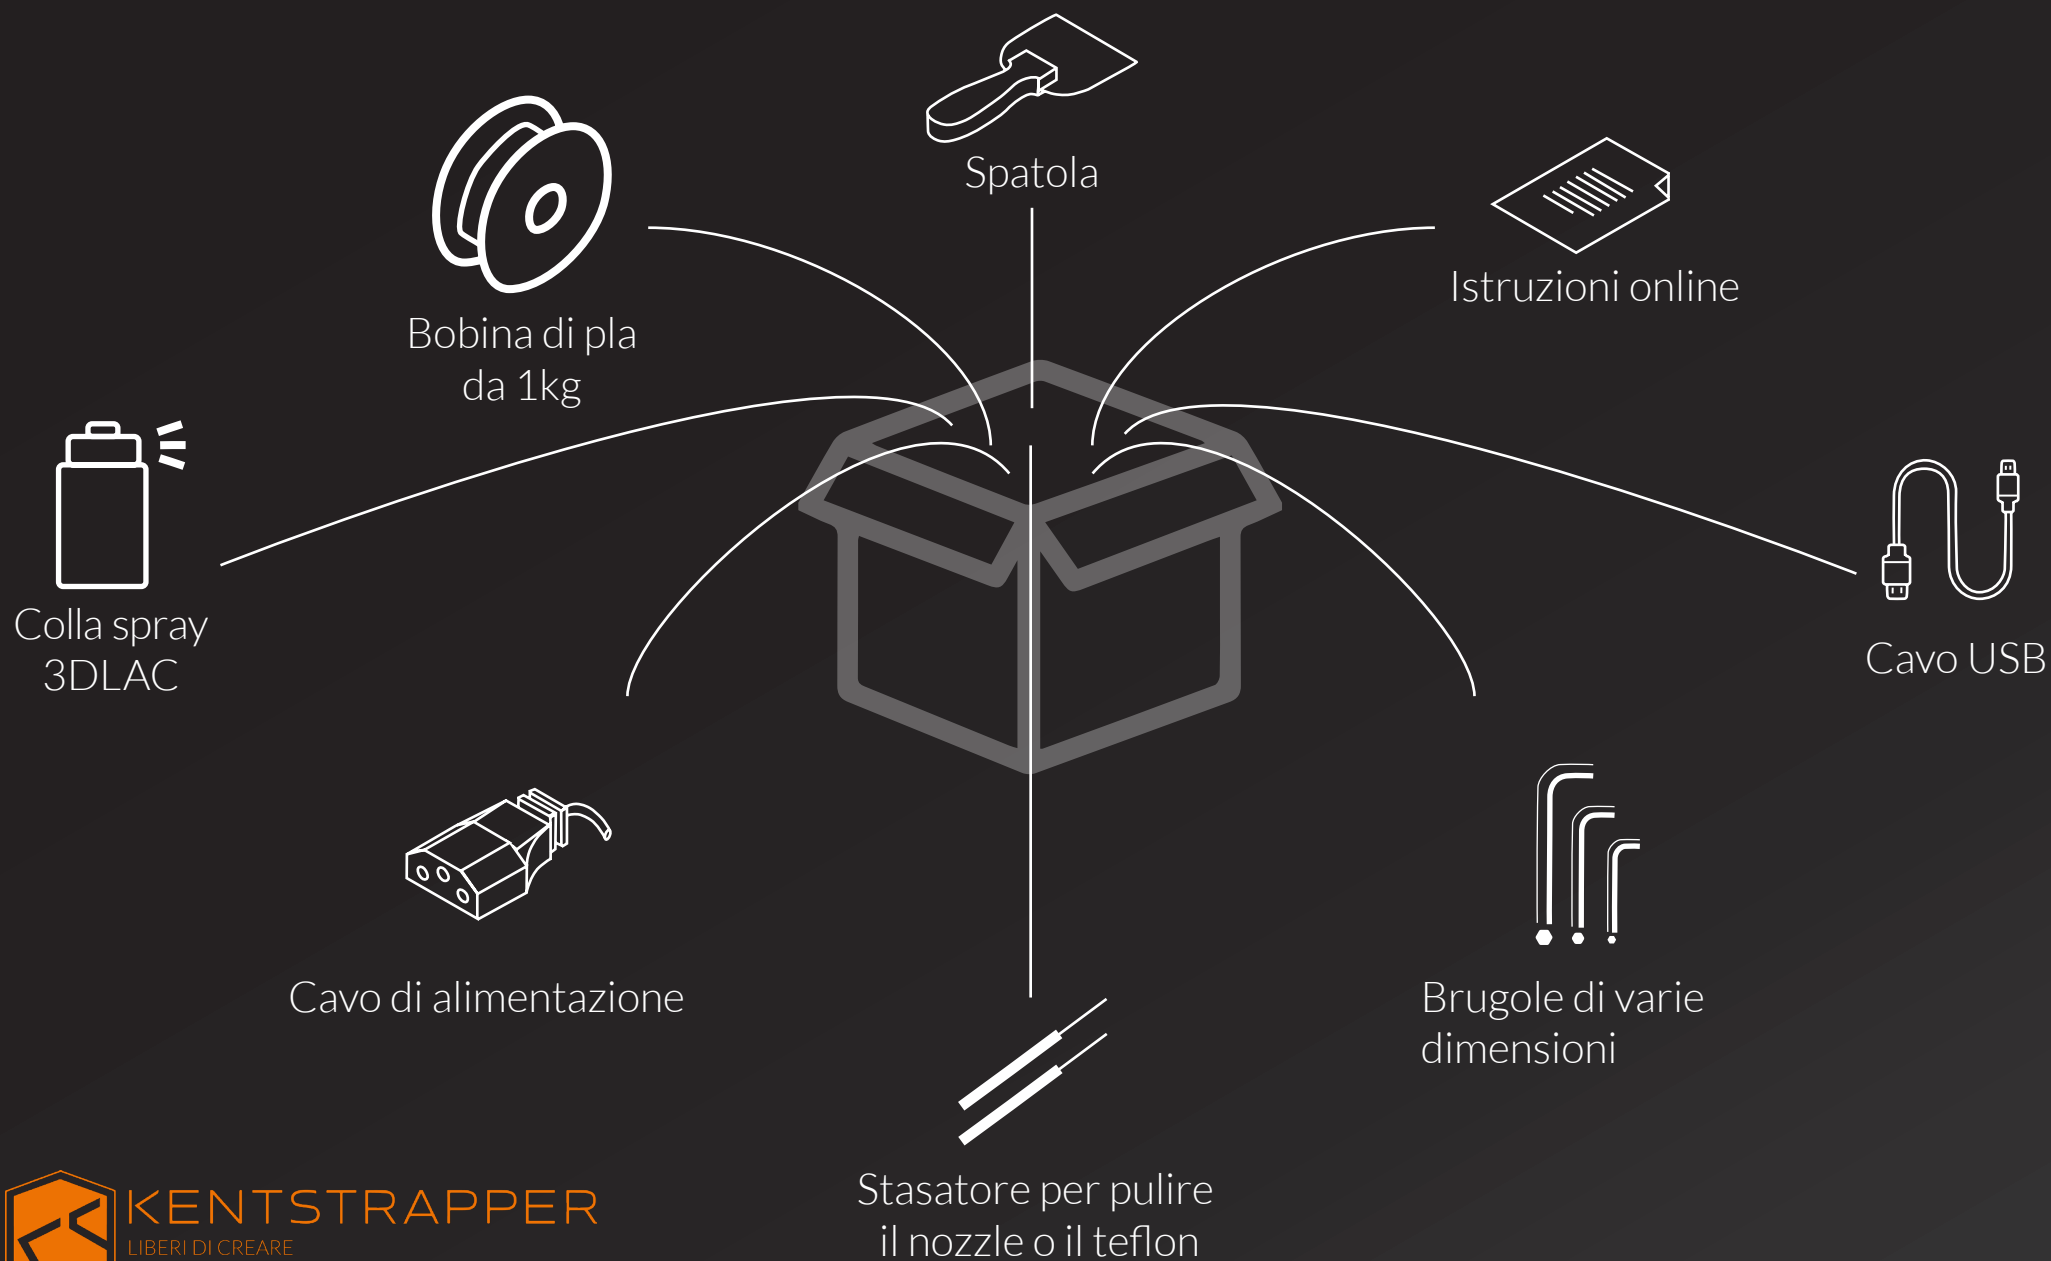 Spatola
Istruzioni online
Bobina di pla
da 1kg
Colla spray
3DLAC
Cavo USB
Cavo di alimentazione
Brugole di varie
dimensioni
Stasatore per pulire
il nozzle o il teflon
KENTSTRAPPER
LIBERI DI CREARE